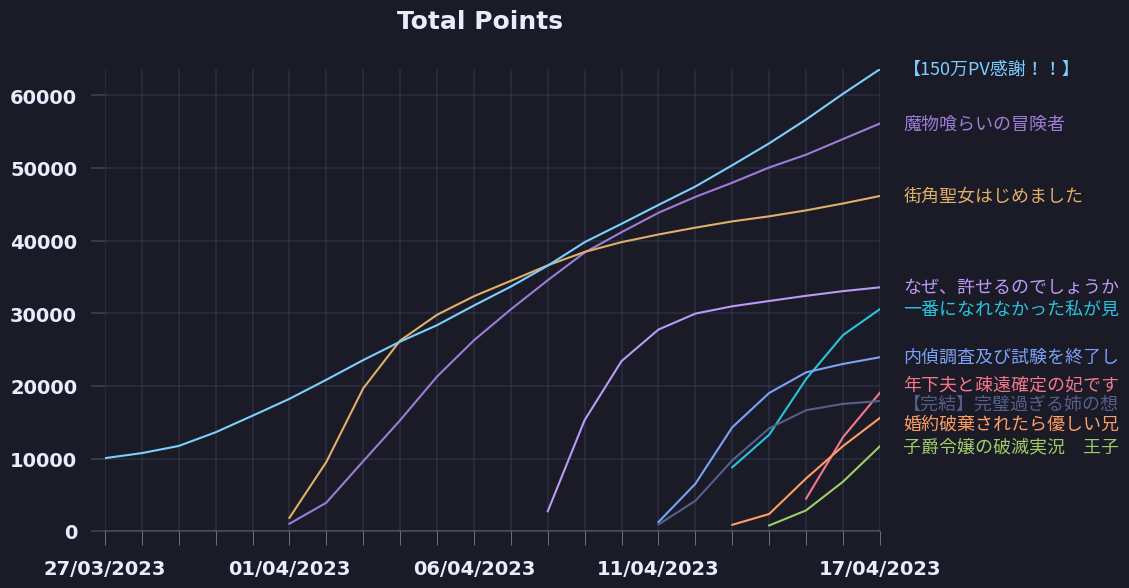 Total Points
60000
50000
40000
30000
20000
10000
0
27/03/2023
01/04/2023
06/04/2023
11/04/2023
17/04/2023
【150万PV感謝！！】
魔物喰らいの冒険者
街角聖女はじめました
なぜ、許せるのでしょうか
一番になれなかった私が見
内偵調査及び試験を終了し
年下夫と疎遠確定の妃です
【完結】完璧過ぎる姉の想
婚約破棄されたら優しい兄
子爵令嬢の破滅実況　王子